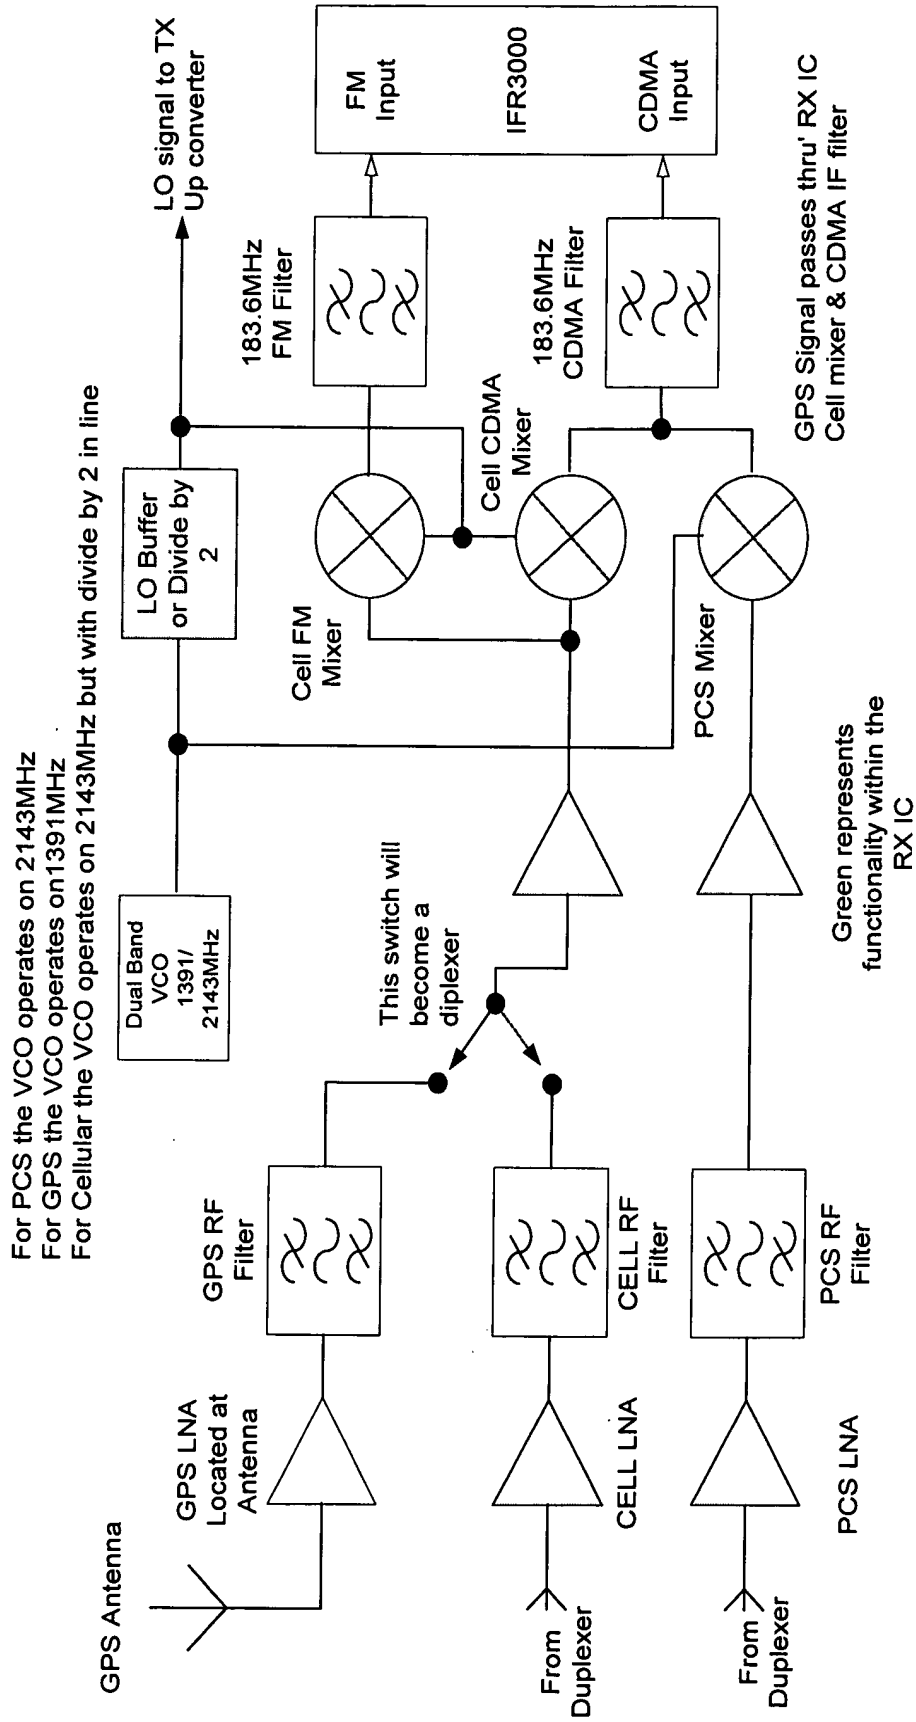 For PCS the VCO operates on 2143MHz
For GPS the VCO operates on1391MHz
For Cellular the VCO operates on 2143MHz but with divide by 2 in line
Dual Band
VCO
1391/
2143MHz
LO Buffer
or Divide by
2
LO signal to TX
Up converter
GPS Antenna
GPS LNA
Located at
Antenna
GPS RF
Filter
This switch will
become a
diplexer
Cell FM
Mixer
183.6MHz
FM Filter
FM
Input
IFR3000
CDMA
Input
From
Duplexer
CELL LNA
CELL RF
Filter
Cell CDMA
Mixer
183.6MHz
CDMA Filter
From
Duplexer
PCS LNA
PCS RF
Filter
PCS Mixer
Green represents
functionality within the
RX IC
GPS Signal passes thru' RX IC
Cell mixer & CDMA IF filter